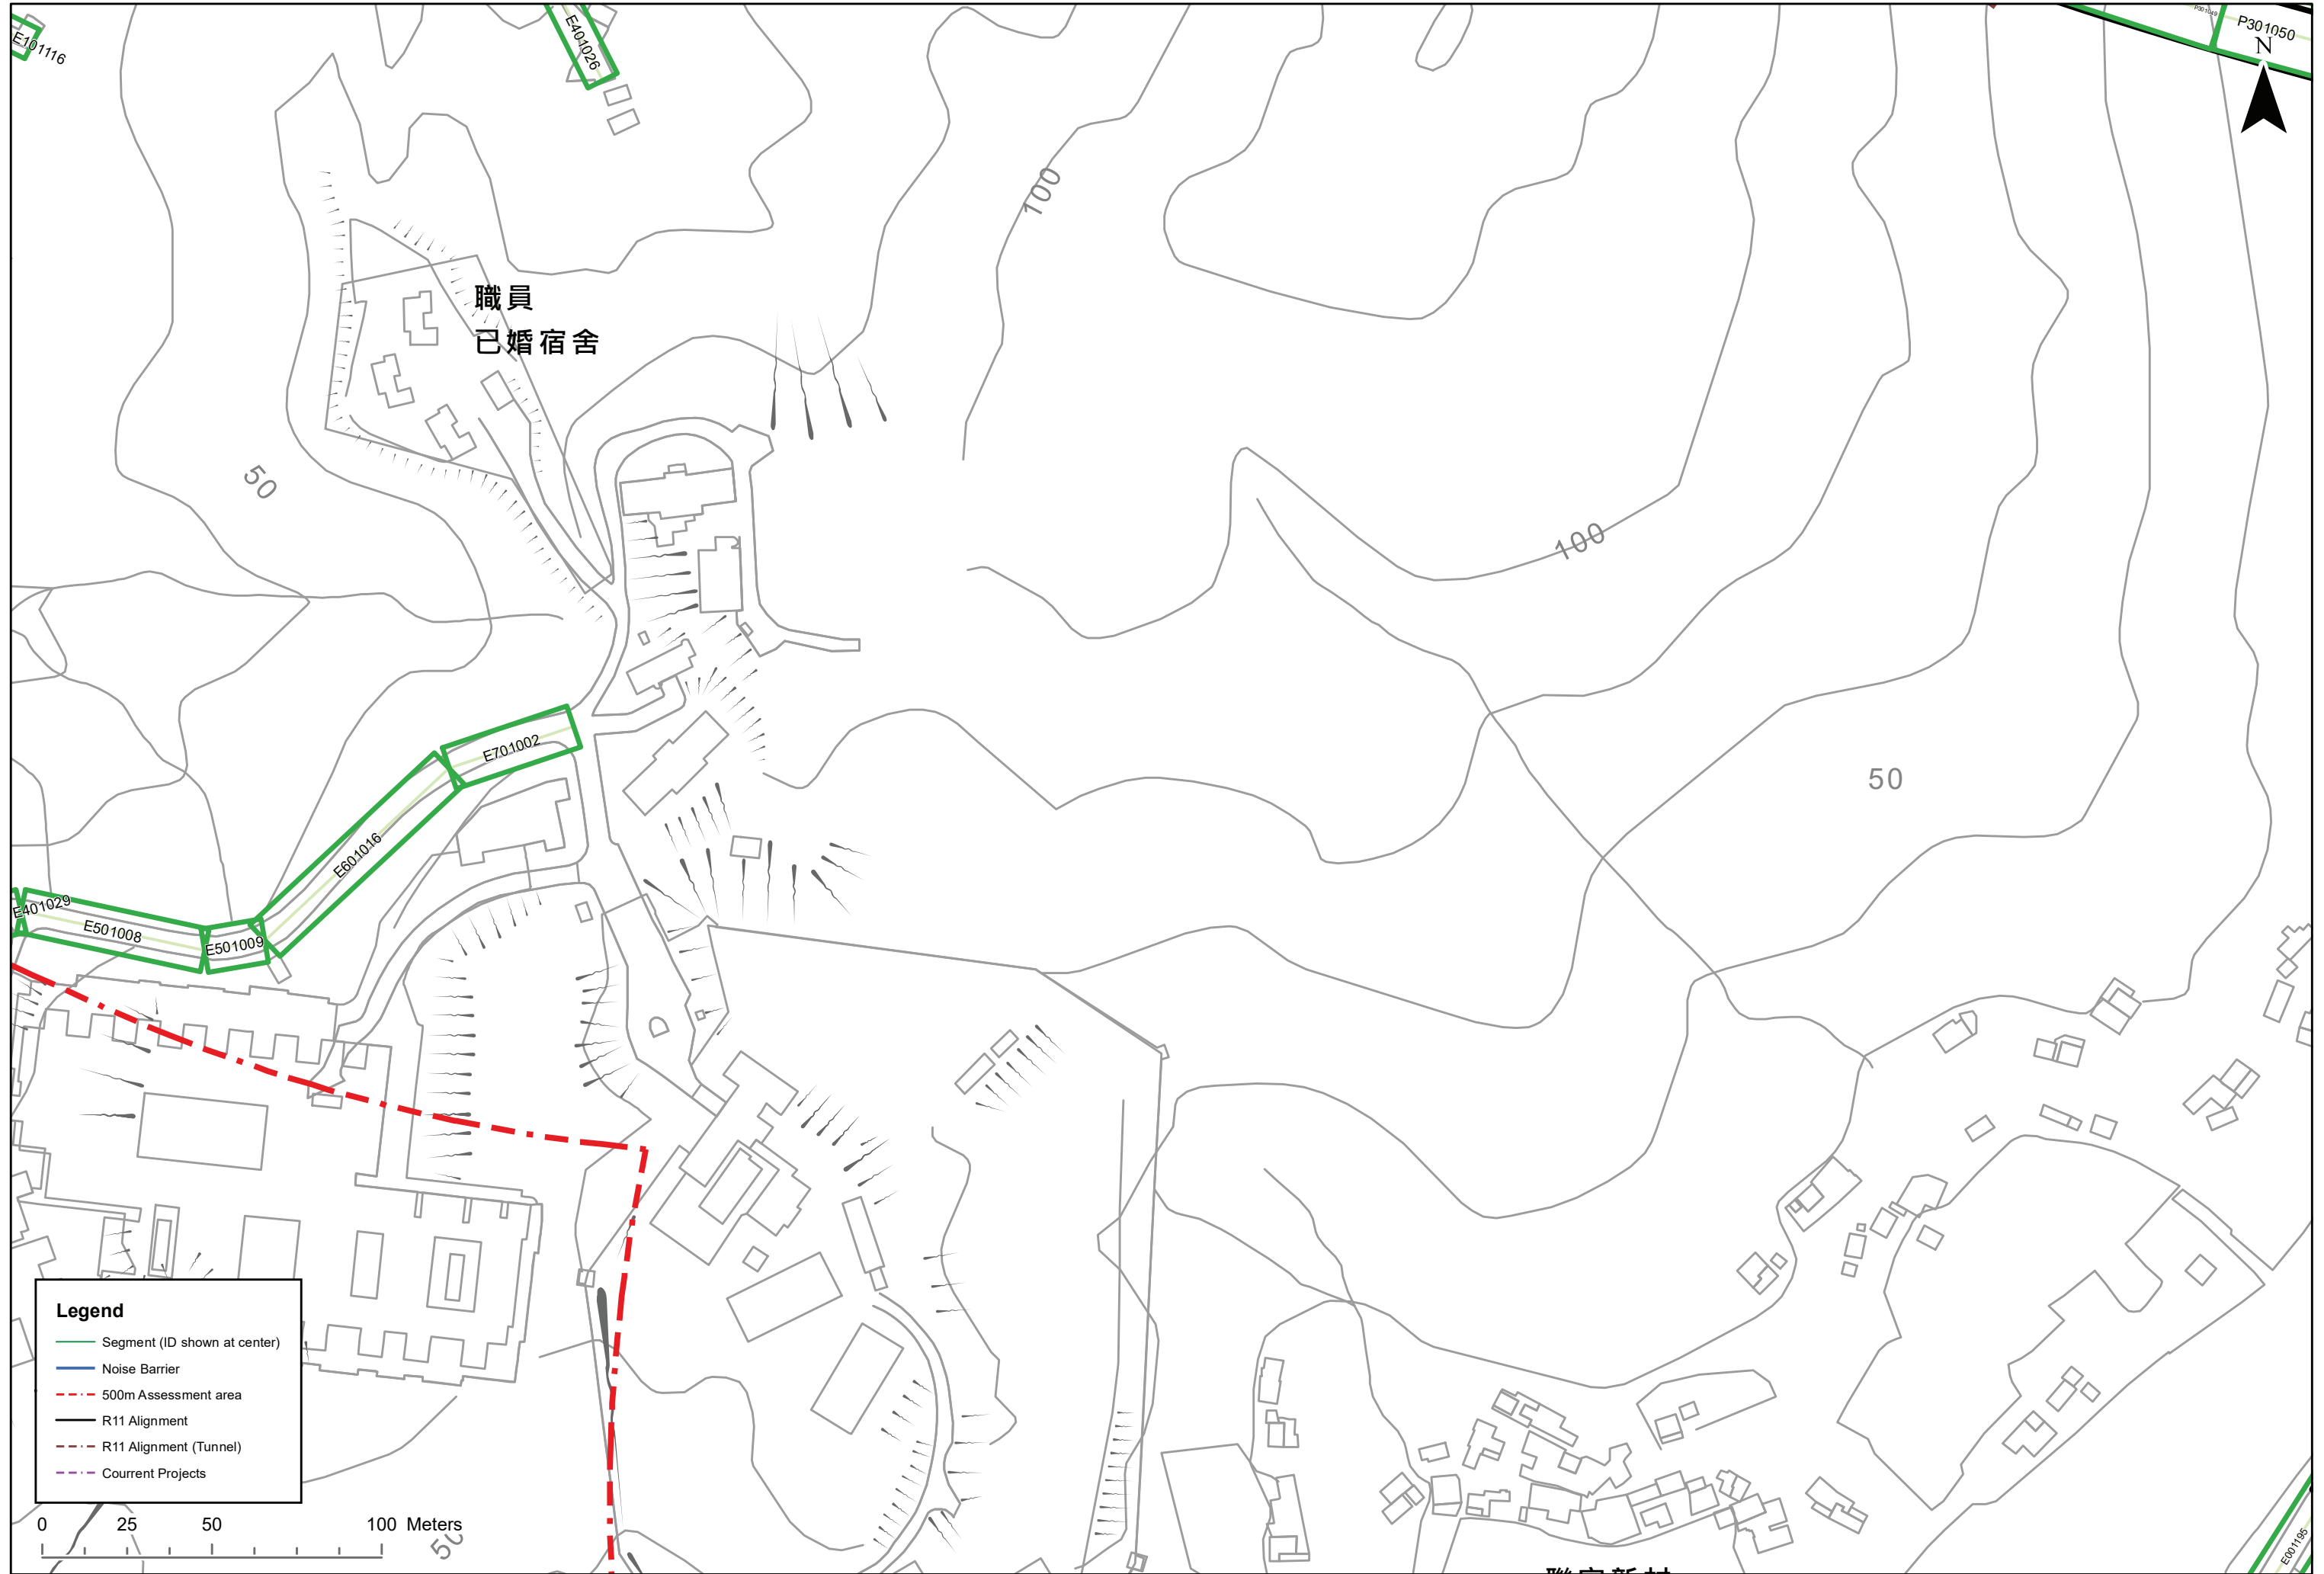 E101116
E401026
P301050
N
100
職員
已婚宿舍
50
100
E701002
50
E601016
E401029
E501008
E501009
Legend
Segment (ID shown at center)
Noise Barrier
500m Assessment area
R11 Alignment
R11 Alignment (Tunnel)
Courrent Projects
0 25 50 100 Meters
50
E001195